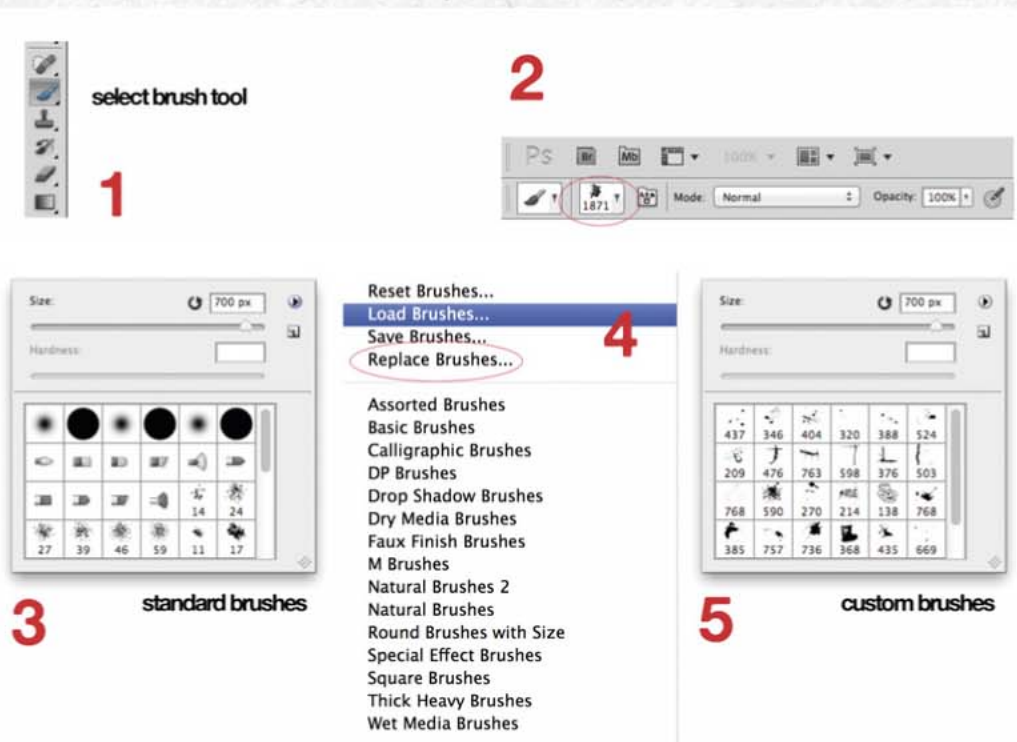 select brush tool
1
2
Ps Br Mb 100%
1871 Mode: Normal Opacity: 100%
3
Size: 700 px
Hardness:
14 24
27 39 46 59 11 17
standard brushes
4
Reset Brushes...
Load Brushes...
Save Brushes...
Replace Brushes...
Assorted Brushes
Basic Brushes
Calligraphic Brushes
DP Brushes
Drop Shadow Brushes
Dry Media Brushes
Faux Finish Brushes
M Brushes
Natural Brushes 2
Natural Brushes
Round Brushes with Size
Special Effect Brushes
Square Brushes
Thick Heavy Brushes
Wet Media Brushes
5
Size: 700 px
Hardness:
437 346 404 320 388 524
209 476 763 598 376 503
768 590 270 214 138 768
385 757 736 368 435 669
custom brushes